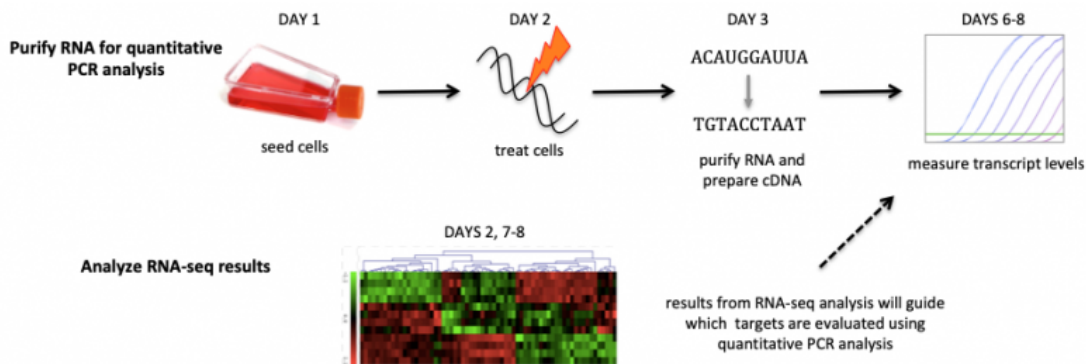 DAY 1
DAY 2
DAY 3
DAYS 6-8
Purify RNA for quantitative
PCR analysis
ACAUGGAUUA
TGTACCTAAT
seed cells
treat cells
purify RNA and
prepare cDNA
measure transcript levels
DAYS 2, 7-8
Analyze RNA-seq results
results from RNA-seq analysis will guide
which targets are evaluated using
quantitative PCR analysis